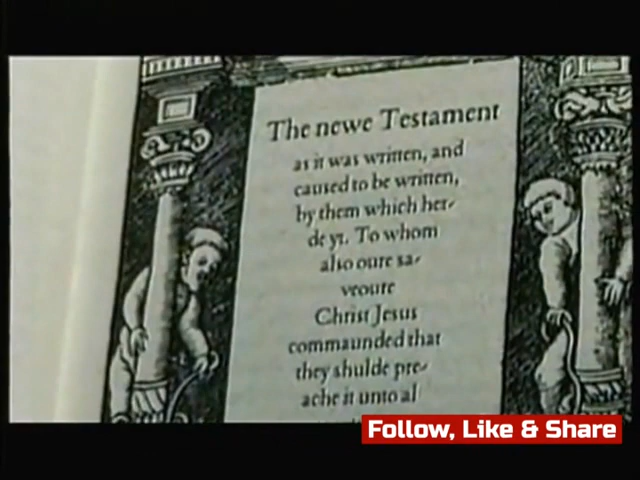 The newe Testament
as it was written, and
caused to be written,
by them which her-
de yt. To whom
also oure sa-
veoure
Christ Jesus
commaunded that
they shulde pre-
ache it unto al
Follow, Like & Share